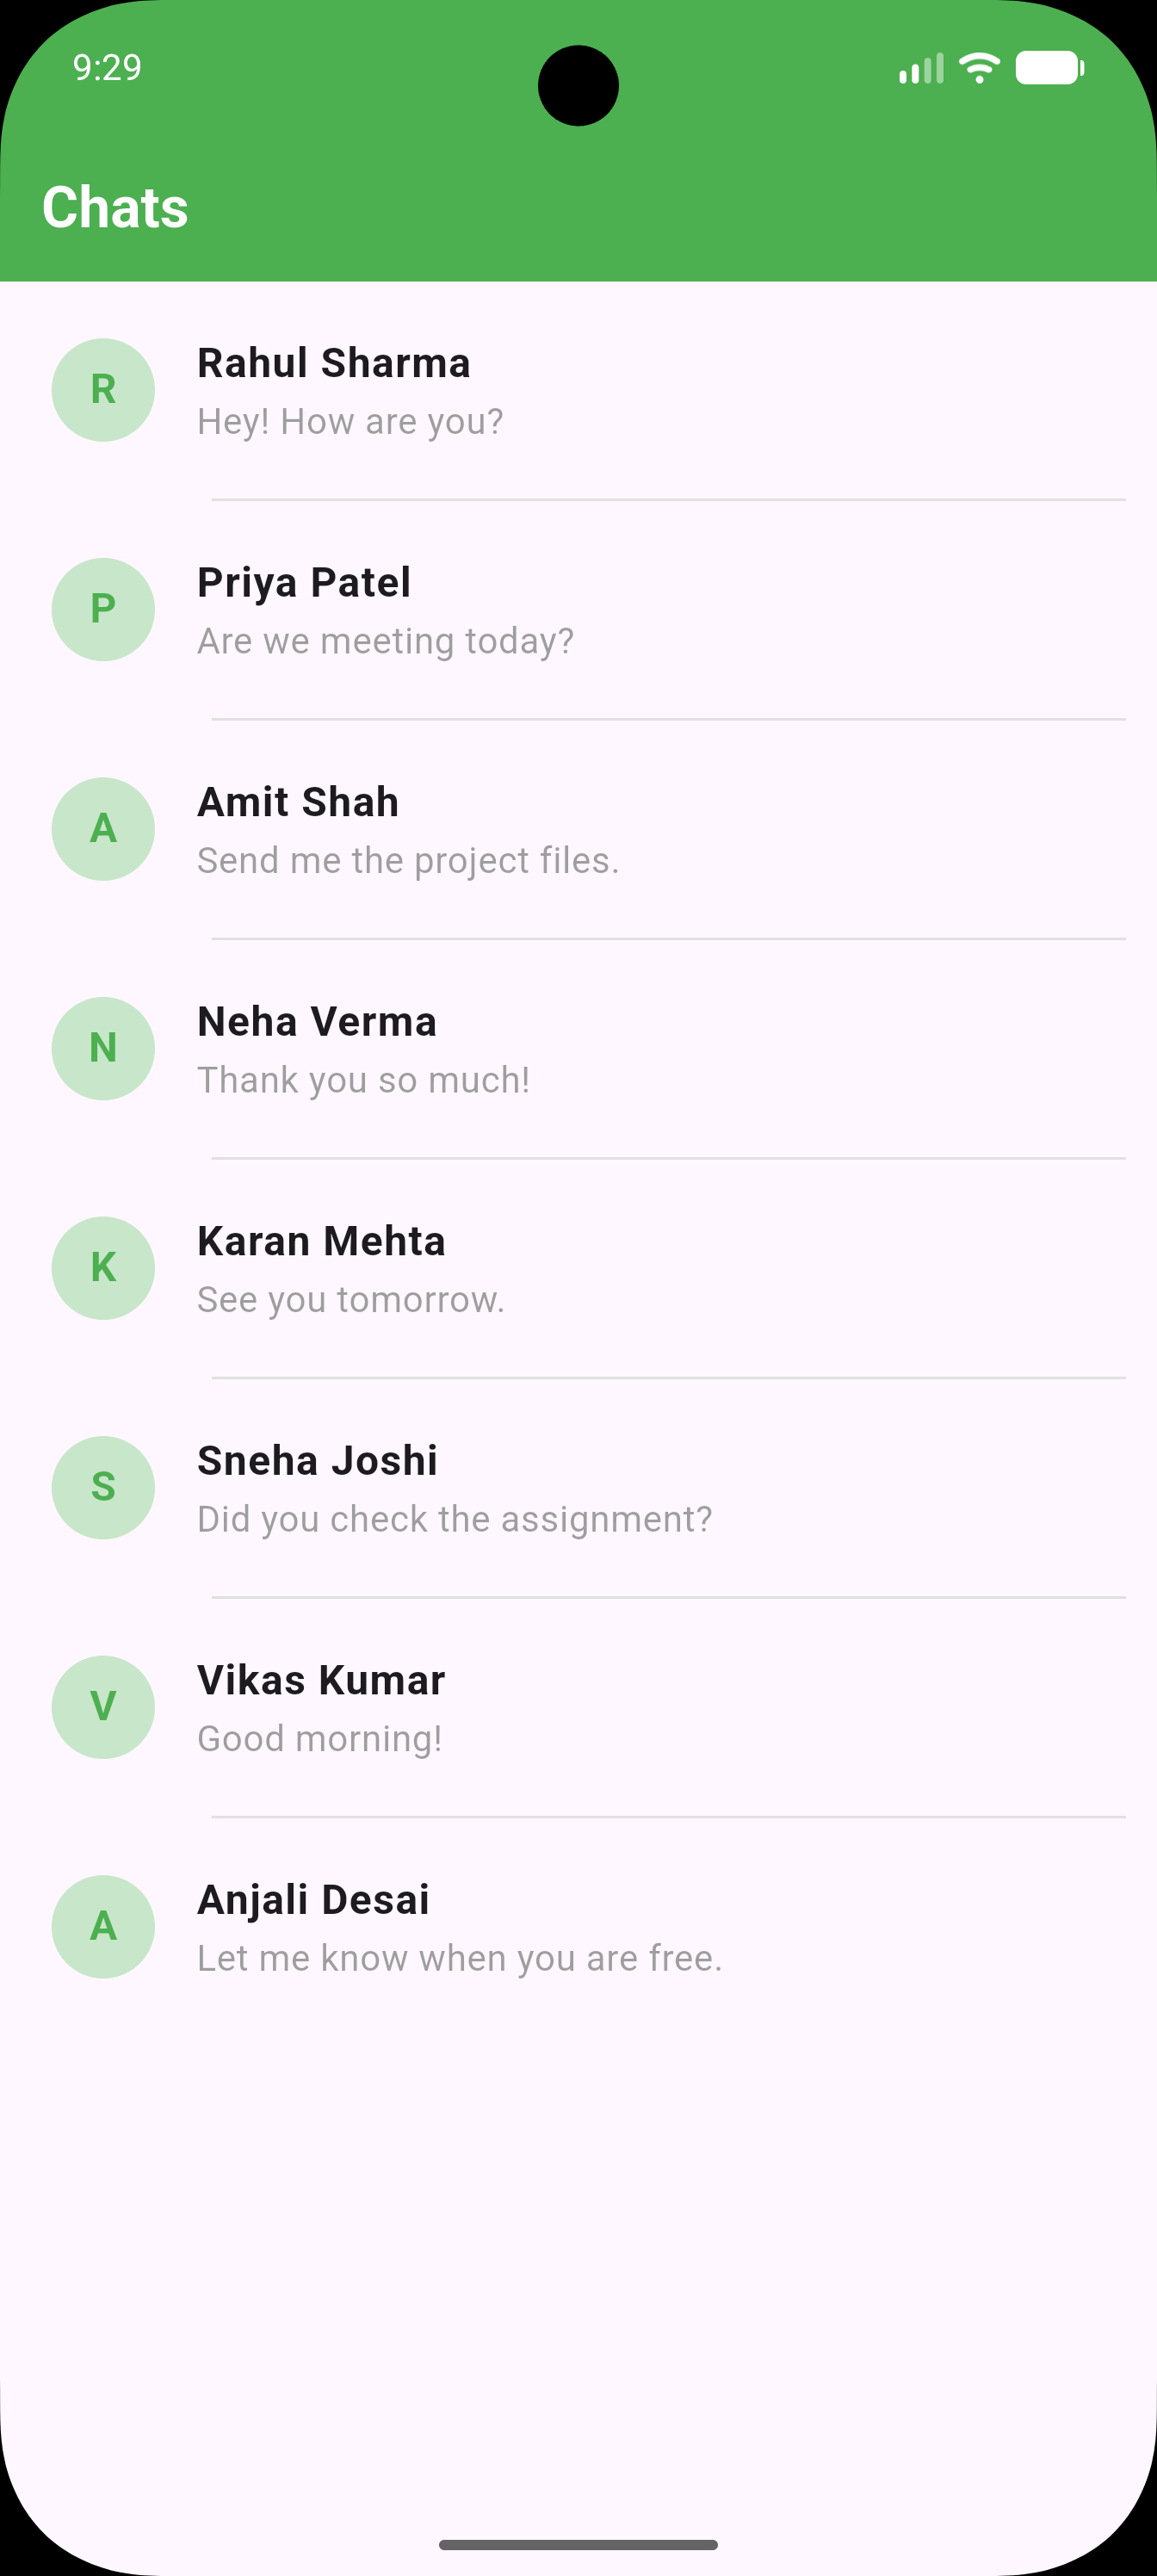 9:29
Chats
R
Rahul Sharma
Hey! How are you?
P
Priya Patel
Are we meeting today?
A
Amit Shah
Send me the project files.
N
Neha Verma
Thank you so much!
K
Karan Mehta
See you tomorrow.
S
Sneha Joshi
Did you check the assignment?
V
Vikas Kumar
Good morning!
A
Anjali Desai
Let me know when you are free.